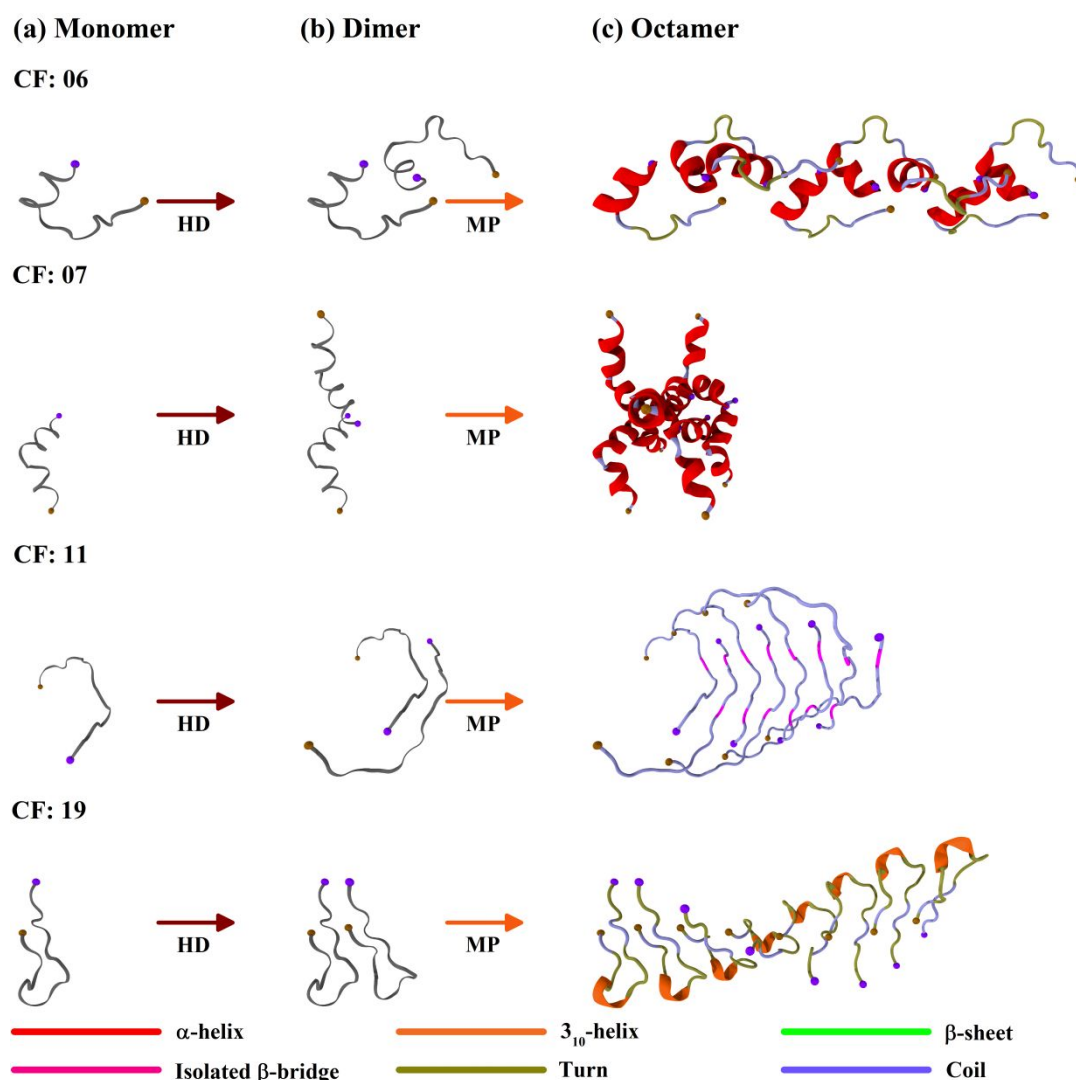 (a) Monomer (b) Dimer (c) Octamer
CF: 06
HD MP
CF: 07
HD MP
CF: 11
HD MP
CF: 19
HD MP
α-helix 3₁₀-helix β-sheet
Isolated β-bridge Turn Coil